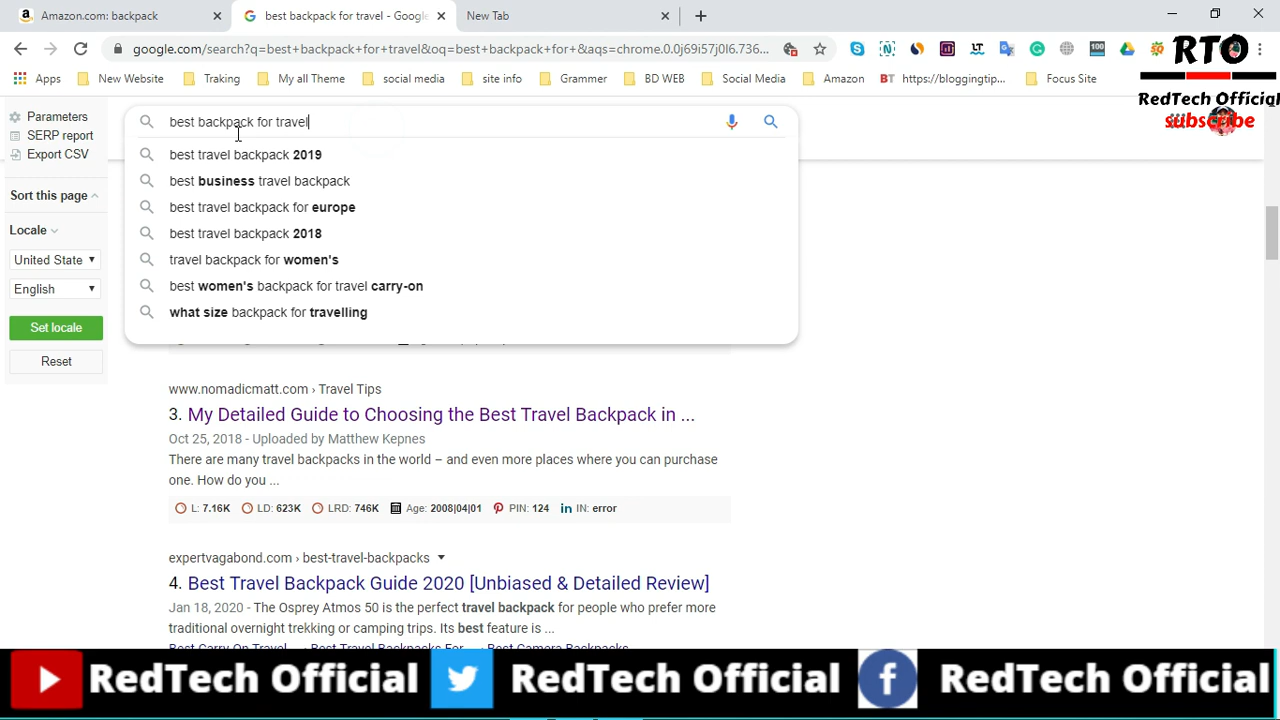 Amazon.com: backpack
best backpack for travel - Google
New Tab
google.com/search?q=best+backpack+for+travel&oq=best+backpack+for+&aqs=chrome.0.0j69i57j0l6.736...
Apps
New Website
Traking
My all Theme
social media
site info
Grammer
BD WEB
Social Media
Amazon
BT https://bloggingtip...
Focus Site
RTO
RedTech Official
subscribe
Parameters
SERP report
Export CSV
Sort this page
Locale
United State
English
Set locale
Reset
best backpack for travel
best travel backpack 2019
best business travel backpack
best travel backpack for europe
best travel backpack 2018
travel backpack for women's
best women's backpack for travel carry-on
what size backpack for travelling
www.nomadicmatt.com › Travel Tips
3. My Detailed Guide to Choosing the Best Travel Backpack in ...
Oct 25, 2018 - Uploaded by Matthew Kepnes
There are many travel backpacks in the world – and even more places where you can purchase
one. How do you ...
L: 7.16K LD: 623K LRD: 746K Age: 2008|04|01 PIN: 124 IN: error
expertvagabond.com › best-travel-backpacks
4. Best Travel Backpack Guide 2020 [Unbiased & Detailed Review]
Jan 18, 2020 - The Osprey Atmos 50 is the perfect travel backpack for people who prefer more
traditional overnight trekking or camping trips. Its best feature is ...
RedTech Official RedTech Official RedTech Official